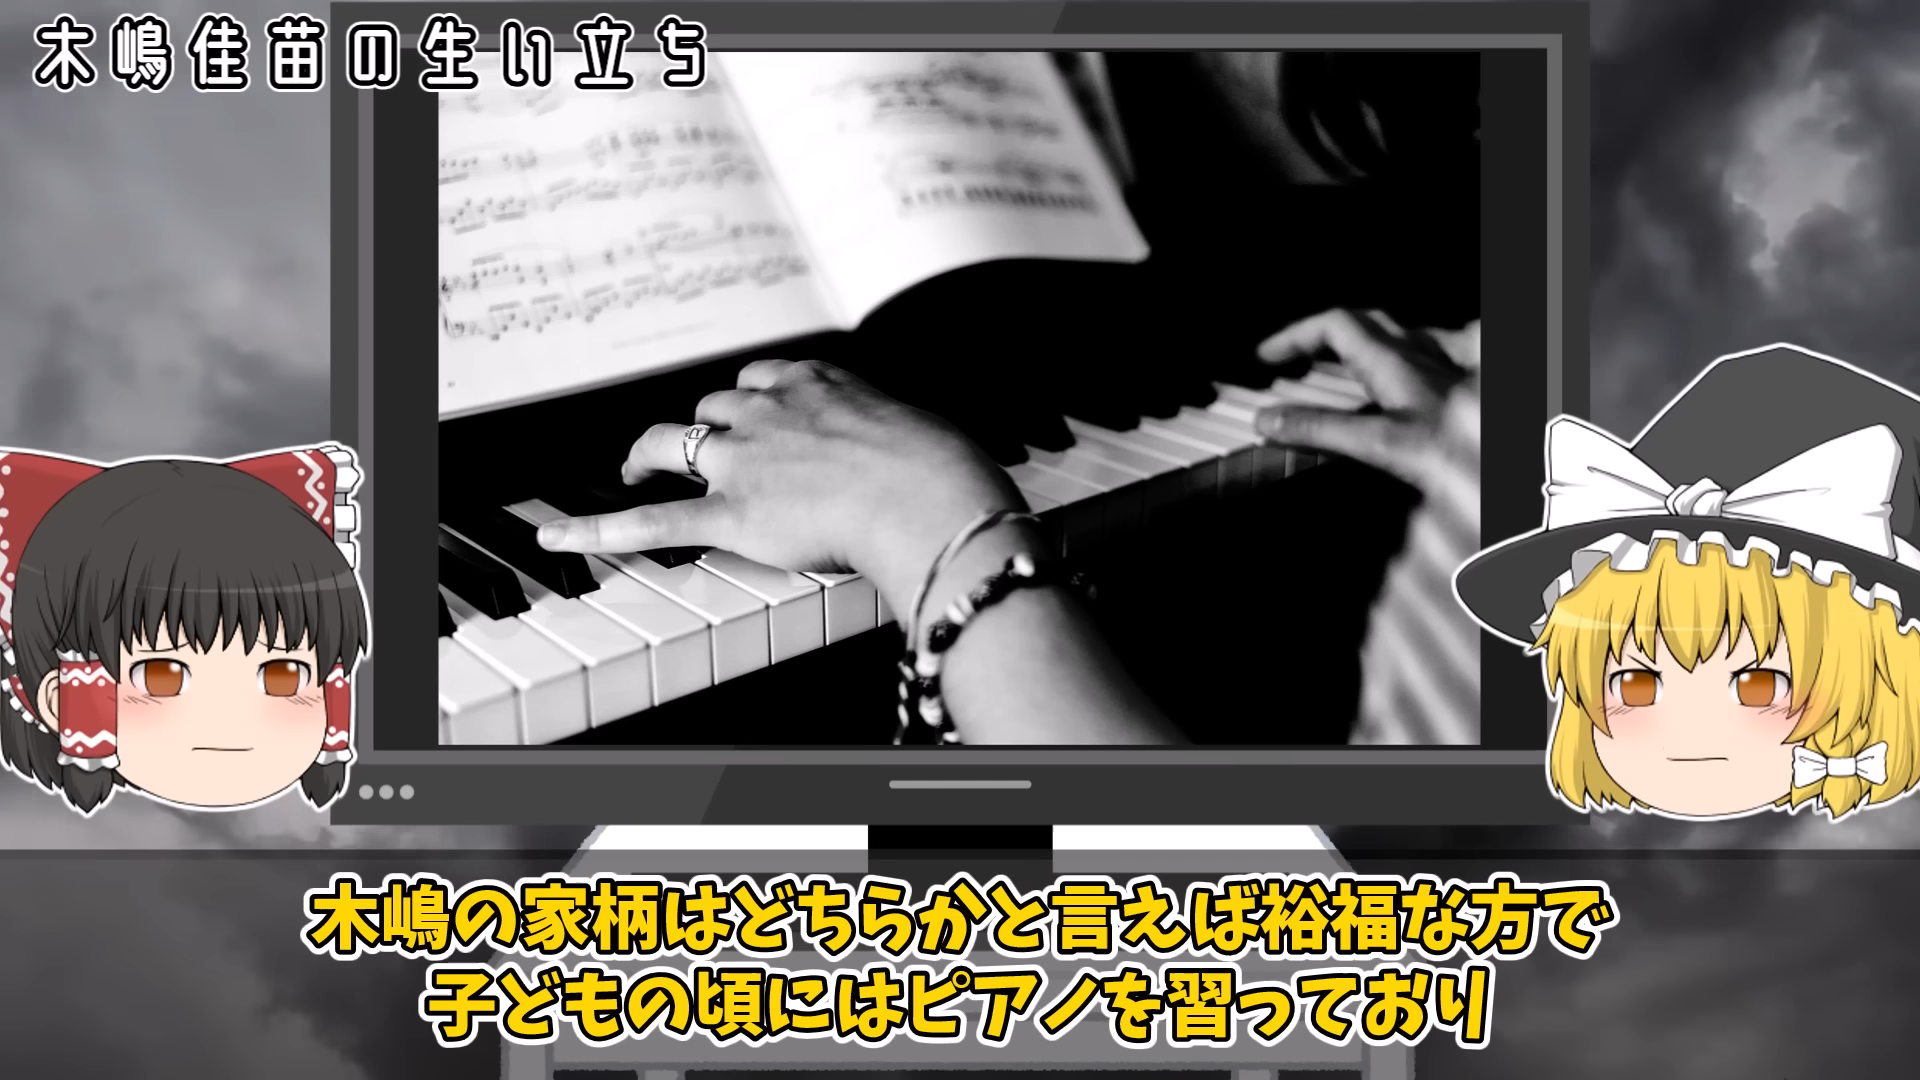 木嶋佳苗の生い立ち
木嶋の家柄はどちらかと言えば裕福な方で
子どもの頃にはピアノを習っており